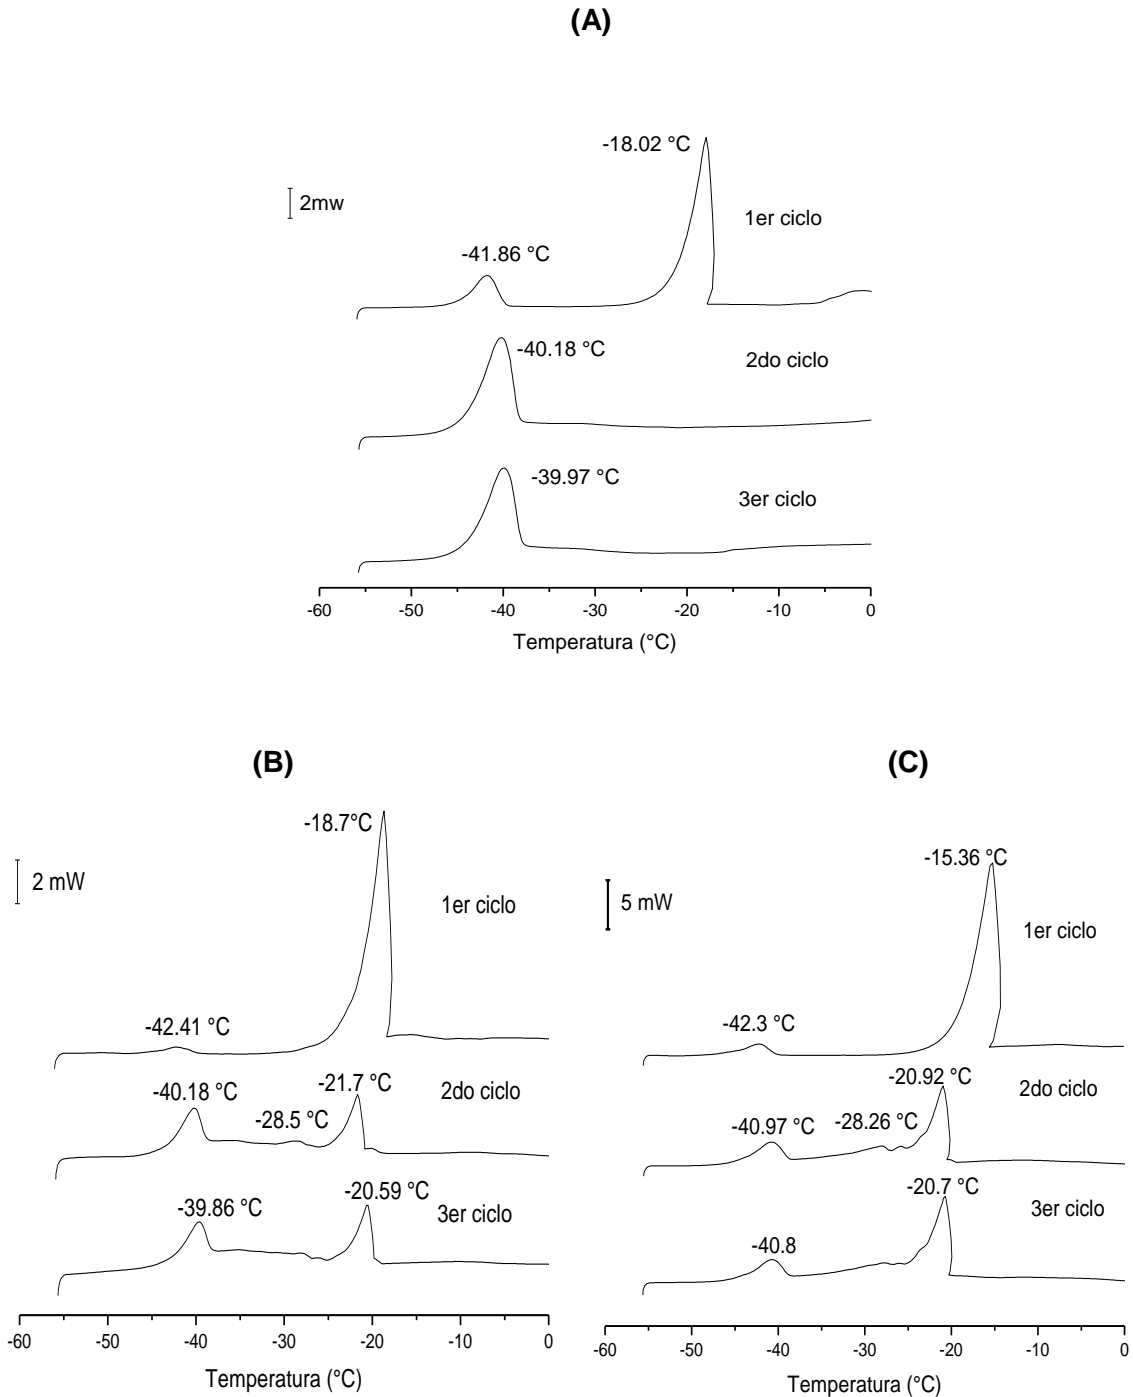 (A)
-18.02 °C
2mw
1er ciclo
-41.86 °C
-40.18 °C
2do ciclo
-39.97 °C
3er ciclo
-60 -50 -40 -30 -20 -10 0
Temperatura (°C)
(B)
-18.7°C
2 mW
1er ciclo
-42.41 °C
-21.7 °C
-40.18 °C
2do ciclo
-28.5 °C
-20.59 °C
-39.86 °C
3er ciclo
-60 -50 -40 -30 -20 -10 0
Temperatura (°C)
(C)
-15.36 °C
5 mW
1er ciclo
-42.3 °C
-20.92 °C
2do ciclo
-28.26 °C
-40.97 °C
-20.7 °C
3er ciclo
-40.8
-60 -50 -40 -30 -20 -10 0
Temperatura (°C)